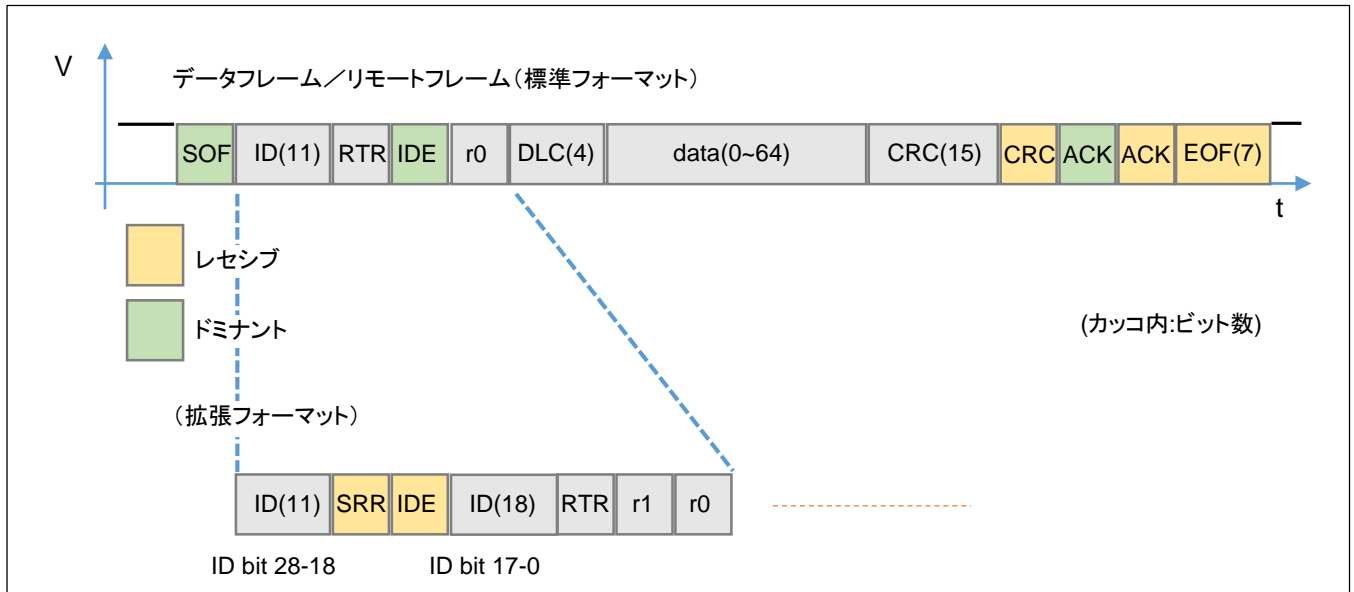 V
データフレーム／リモートフレーム（標準フォーマット）
SOF ID(11) RTR IDE r0 DLC(4) data(0~64) CRC(15) CRC ACK ACK EOF(7)
t
レセシブ
ドミナント
(カッコ内:ビット数)
（拡張フォーマット）
ID(11) SRR IDE ID(18) RTR r1 r0
ID bit 28-18 ID bit 17-0